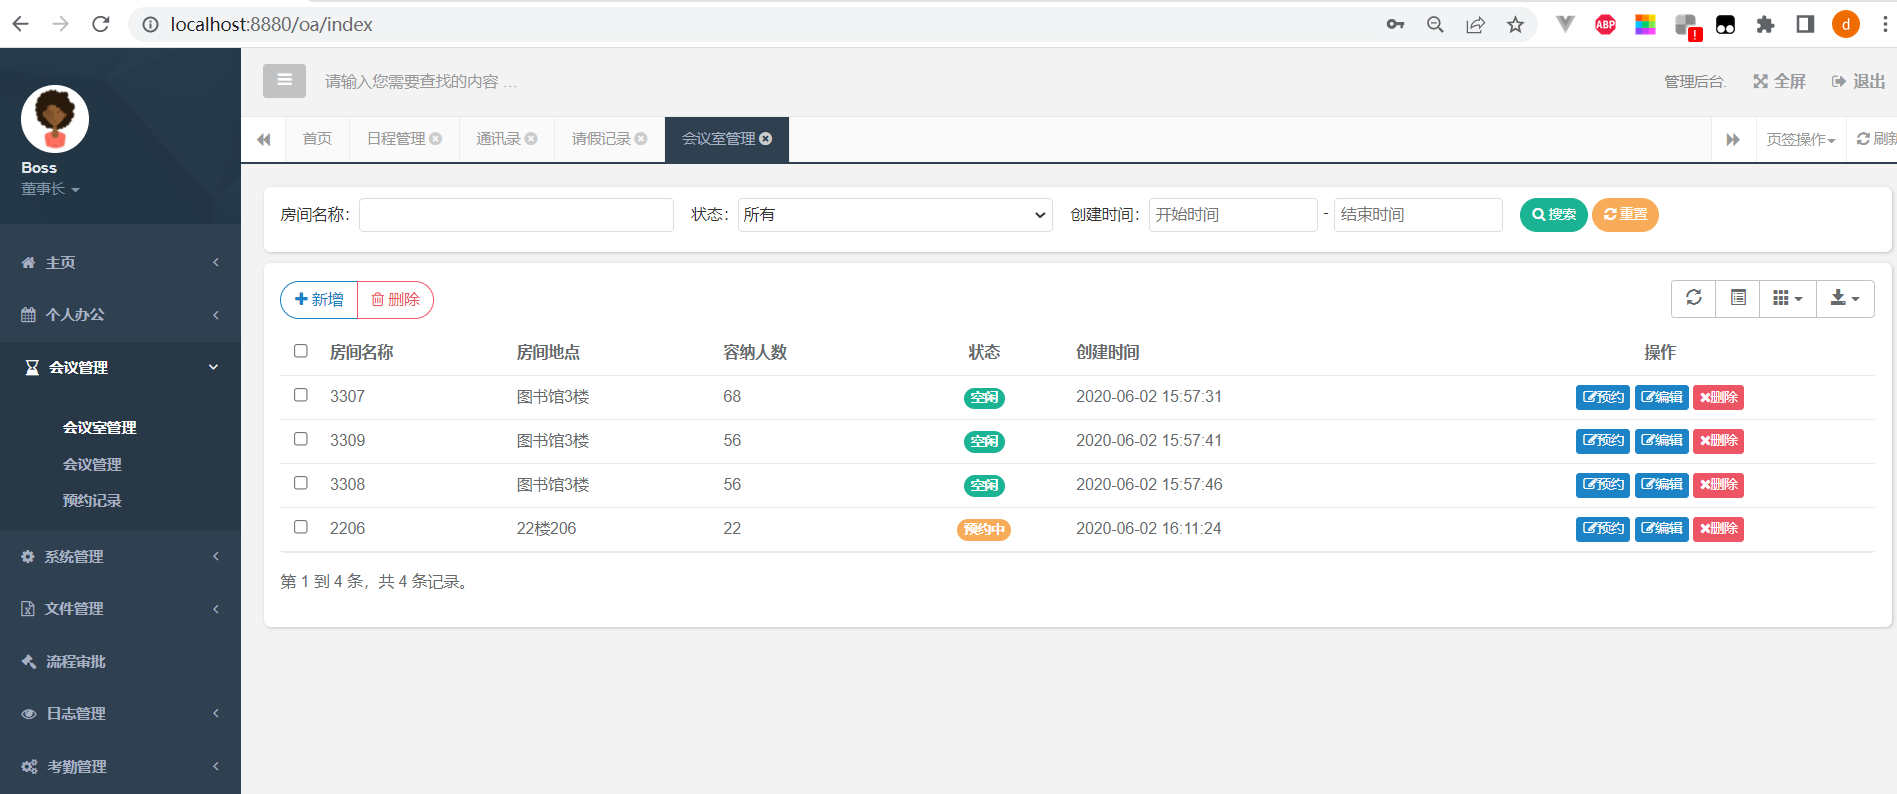 localhost:8880/oa/index
ABP
!
d
请输入您需要查找的内容 ...
管理后台.
全屏
退出
Boss
董事长
首页
日程管理
通讯录
请假记录
会议室管理
页签操作
刷新
房间名称：
状态：
所有
创建时间：
开始时间
-
结束时间
搜索
重置
主页
个人办公
会议管理
会议室管理
会议管理
预约记录
系统管理
文件管理
流程审批
日志管理
考勤管理
新增
删除
房间名称 房间地点 容纳人数 状态 创建时间 操作
3307 图书馆3楼 68 空闲 2020-06-02 15:57:31 预约 编辑 删除
3309 图书馆3楼 56 空闲 2020-06-02 15:57:41 预约 编辑 删除
3308 图书馆3楼 56 空闲 2020-06-02 15:57:46 预约 编辑 删除
2206 22楼206 22 预约中 2020-06-02 16:11:24 预约 编辑 删除
第 1 到 4 条，共 4 条记录。